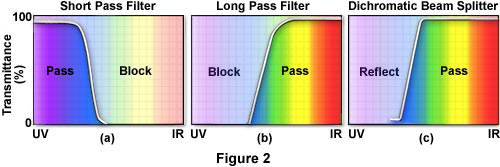 Short Pass Filter
Long Pass Filter
Dichromatic Beam Splitter
Transmittance
(%)
100
0
Pass
Block
Block
Pass
Reflect
Pass
UV
(a)
IR
UV
(b)
IR
UV
(c)
IR
Figure 2